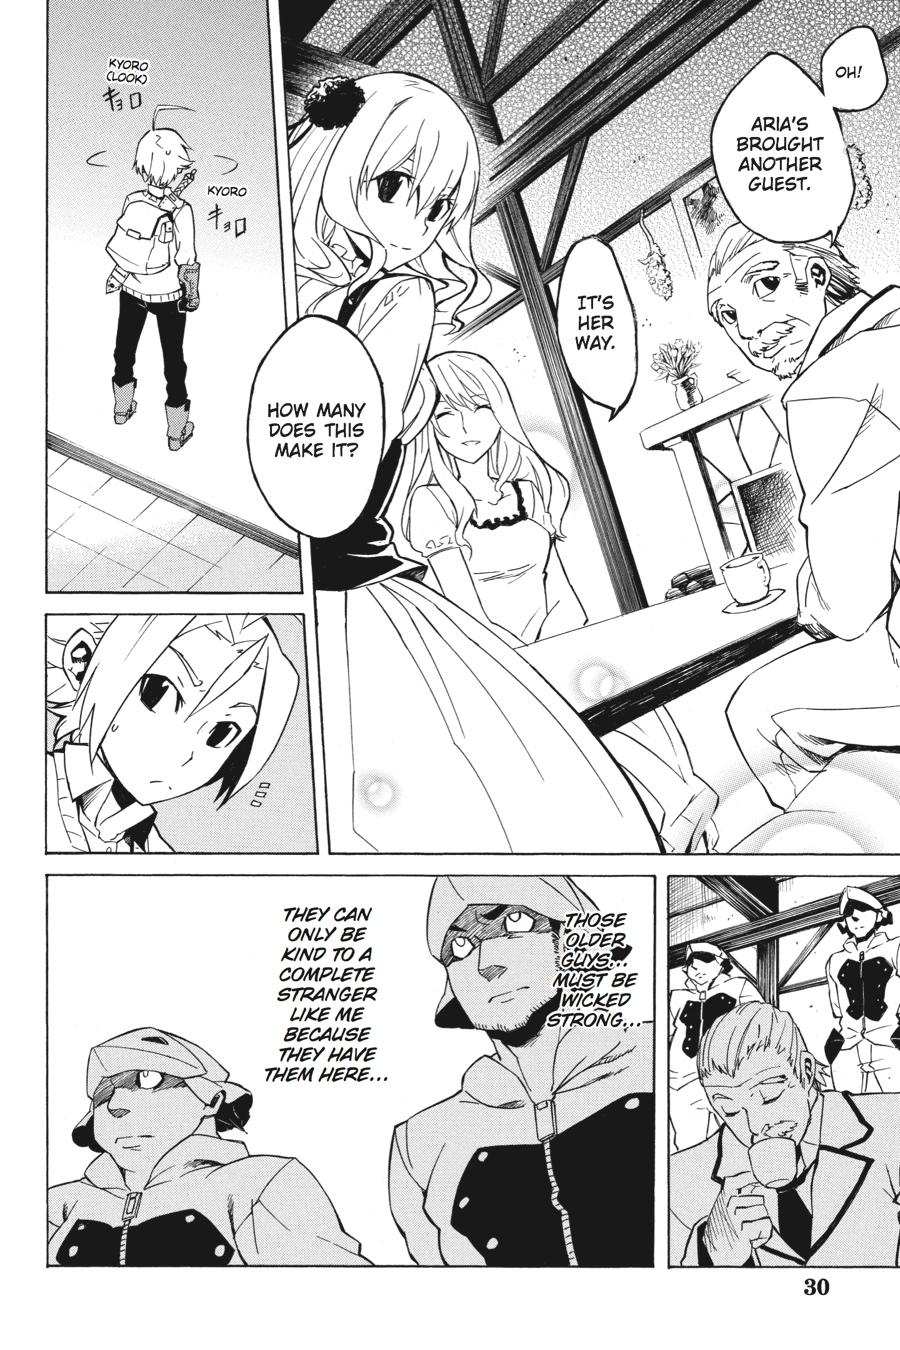 OH!
ARIA'S
BROUGHT
ANOTHER
GUEST.
IT'S
HER
WAY.
HOW MANY
DOES THIS
MAKE IT?
KYORO
(LOOK)
キョロ
KYORO
キョロ
THOSE
OLDER
GUYS...
MUST BE
WICKED
STRONG...
THEY CAN
ONLY BE
KIND TO A
COMPLETE
STRANGER
LIKE ME
BECAUSE
THEY HAVE
THEM HERE...
30